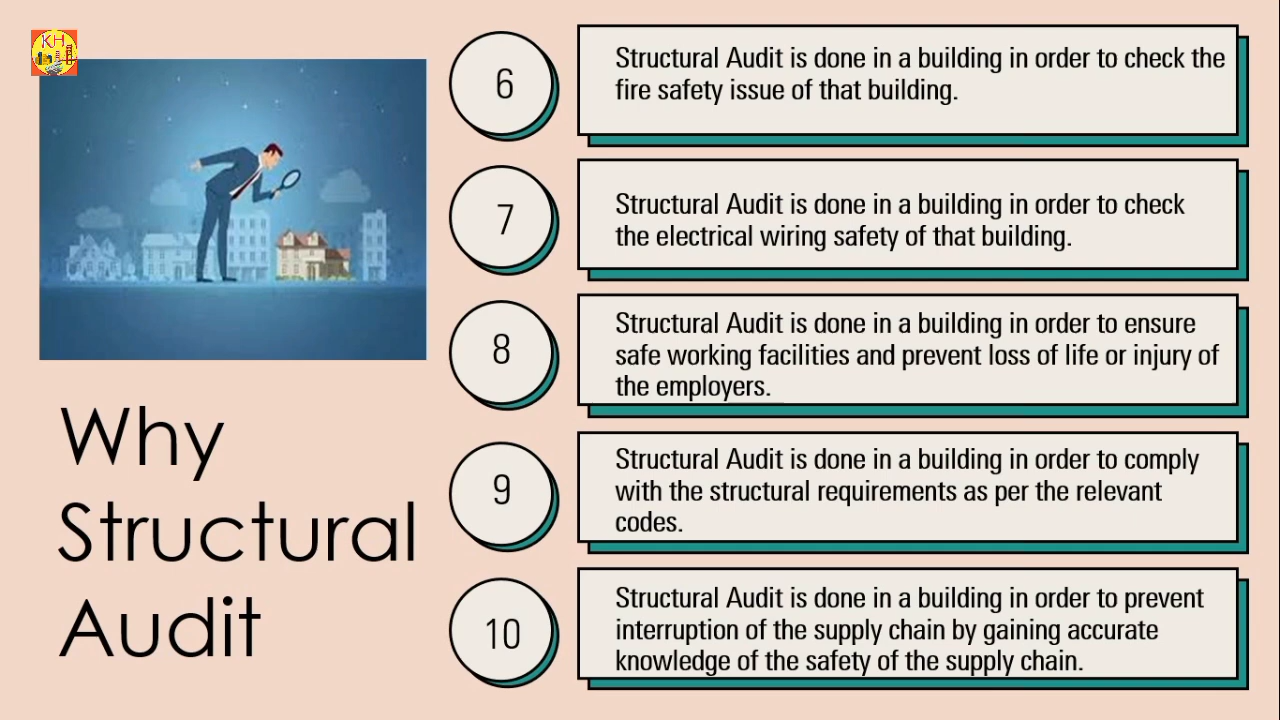 KH
Why
Structural
Audit
6
Structural Audit is done in a building in order to check the
fire safety issue of that building.
7
Structural Audit is done in a building in order to check
the electrical wiring safety of that building.
8
Structural Audit is done in a building in order to ensure
safe working facilities and prevent loss of life or injury of
the employers.
9
Structural Audit is done in a building in order to comply
with the structural requirements as per the relevant
codes.
10
Structural Audit is done in a building in order to prevent
interruption of the supply chain by gaining accurate
knowledge of the safety of the supply chain.